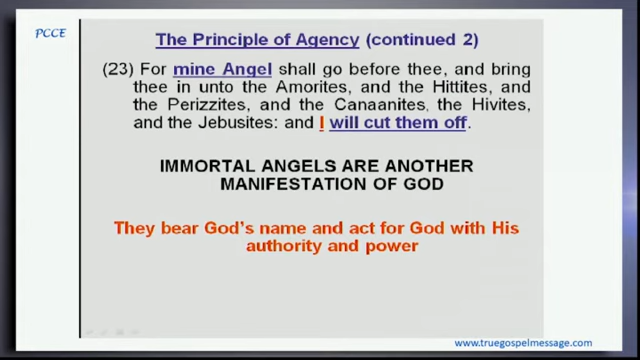 PCCE
The Principle of Agency (continued 2)
(23) For mine Angel shall go before thee, and bring
thee in unto the Amorites, and the Hittites, and
the Perizzites, and the Canaanites, the Hivites,
and the Jebusites: and I will cut them off.
IMMORTAL ANGELS ARE ANOTHER
MANIFESTATION OF GOD
They bear God's name and act for God with His
authority and power
www.truegospelmessage.com